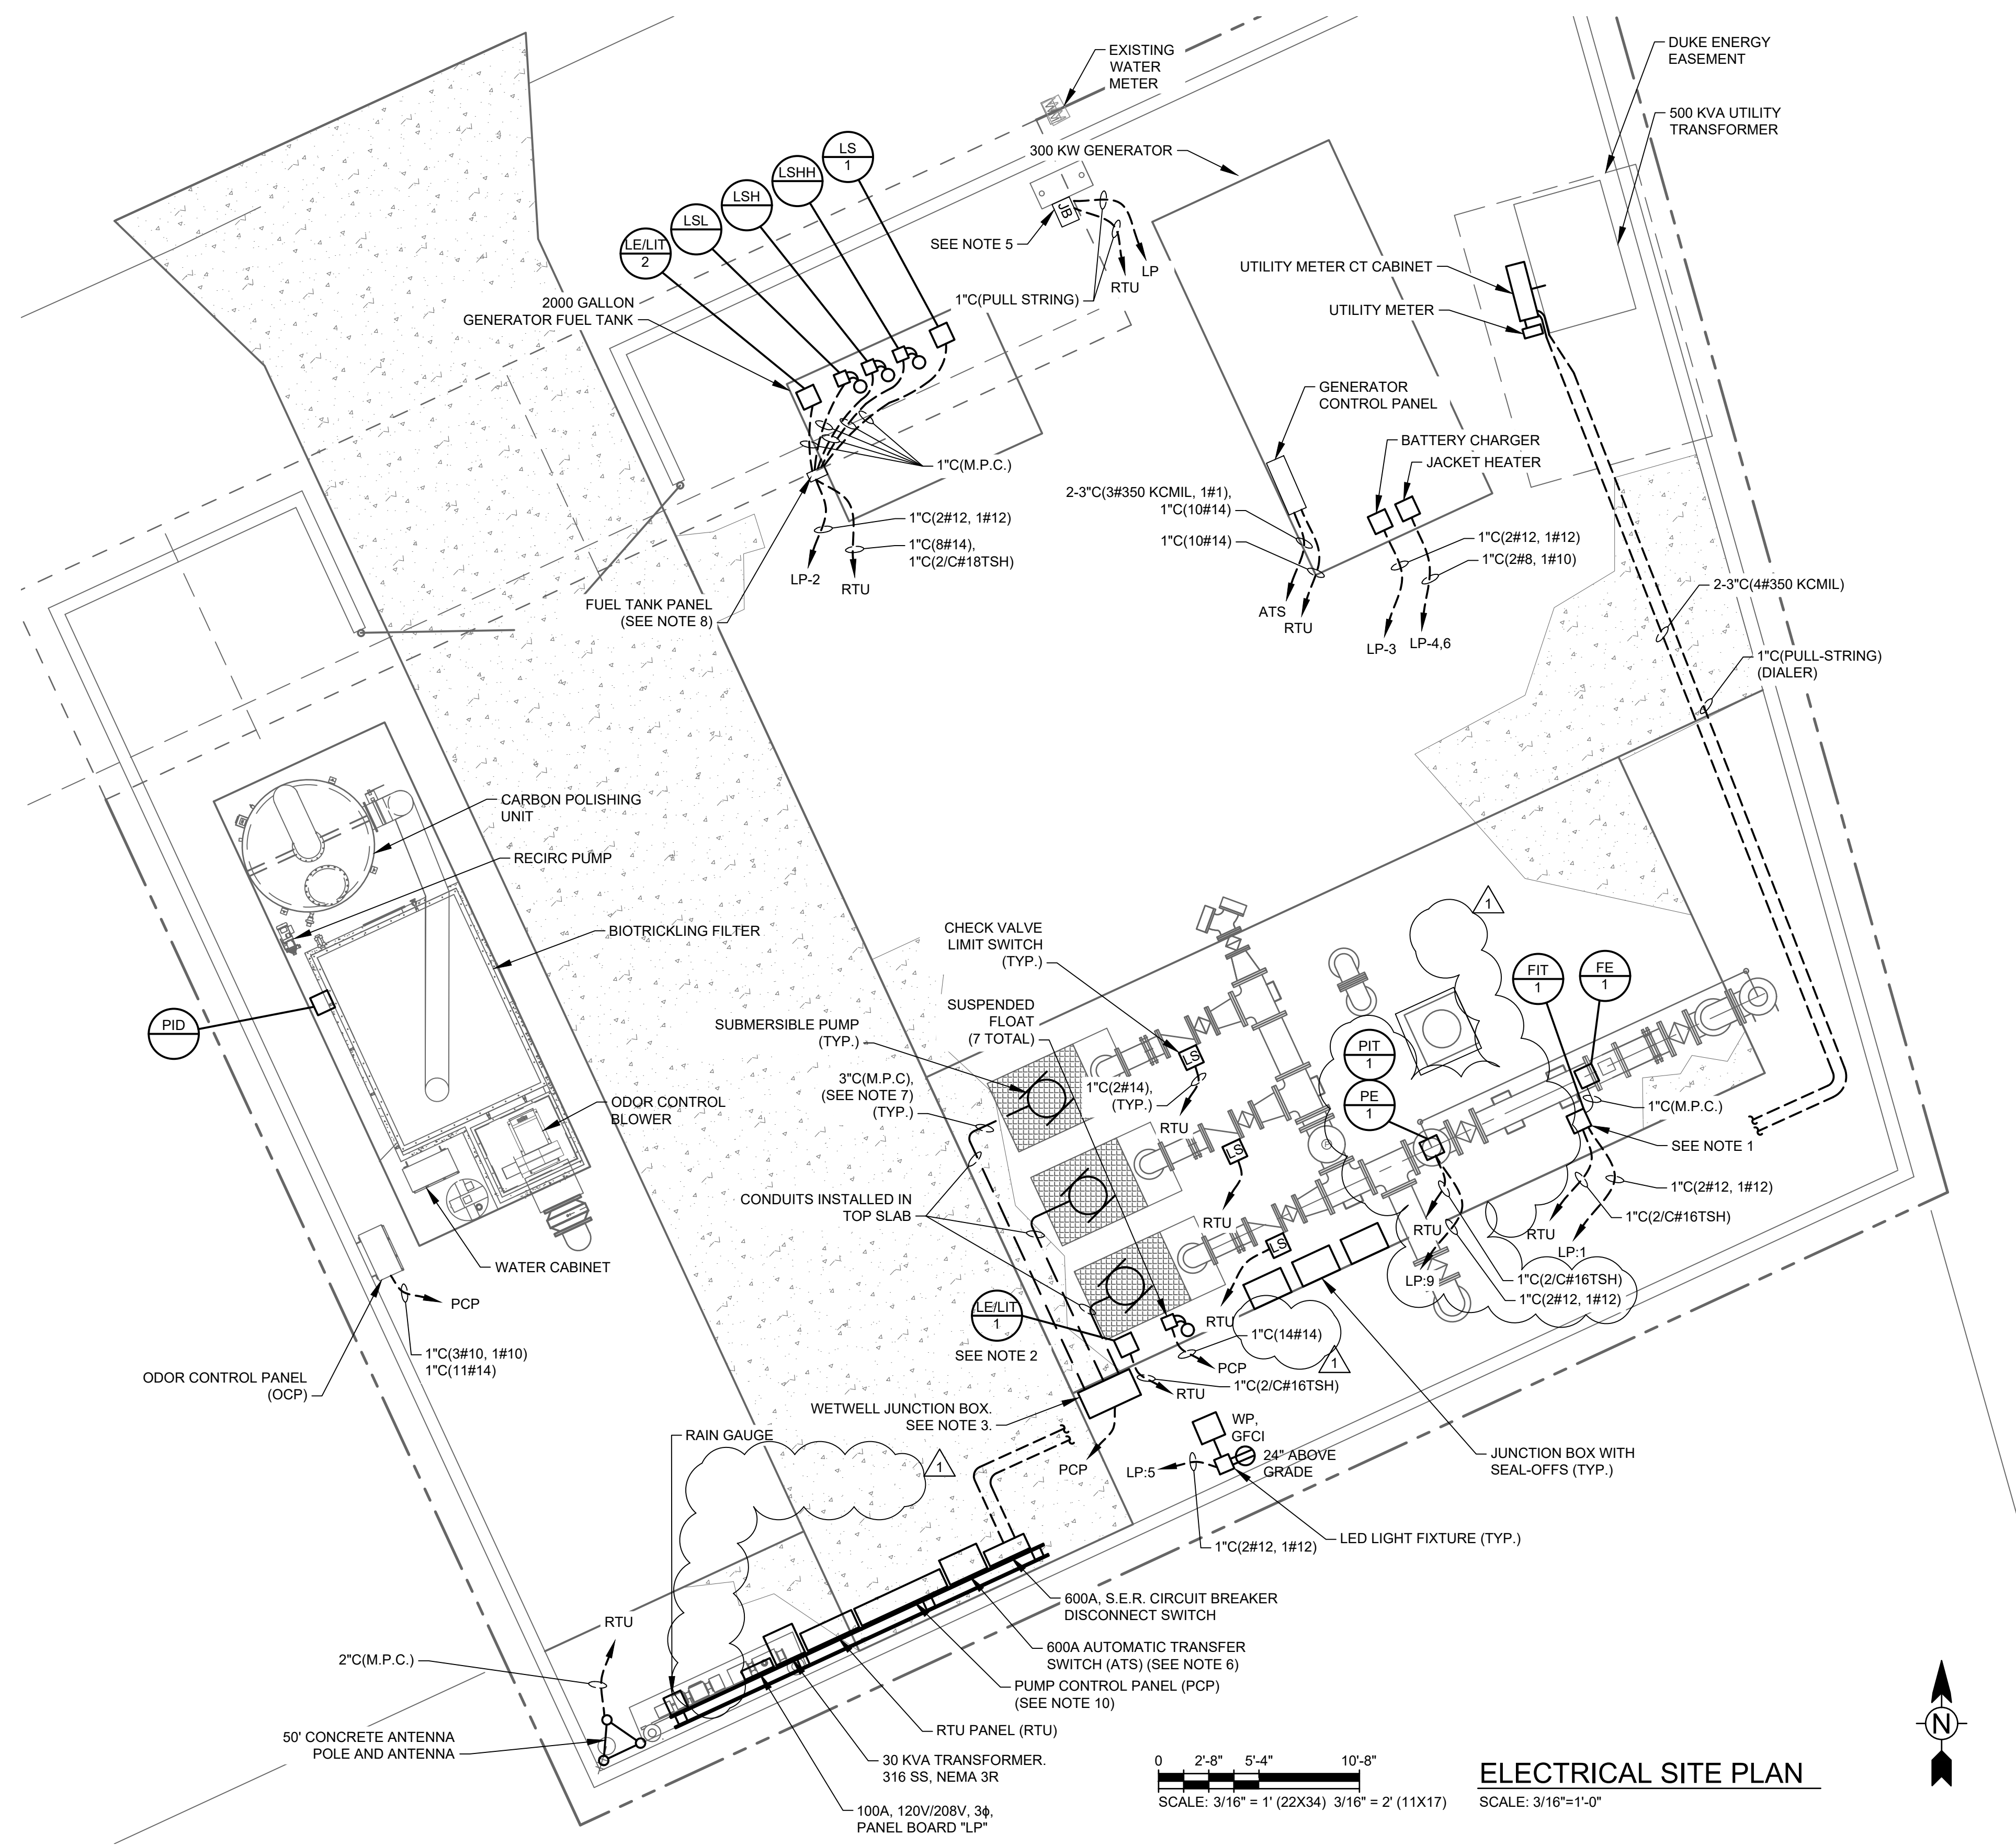 EXISTING
WATER
METER
DUKE ENERGY
EASEMENT
500 KVA UTILITY
TRANSFORMER
300 KW GENERATOR
LS
1
LSHH
LSH
LSL
LE/LIT
2
JB
SEE NOTE 5
LP
RTU
1"C(PULL STRING)
2000 GALLON
GENERATOR FUEL TANK
UTILITY METER CT CABINET
UTILITY METER
GENERATOR
CONTROL PANEL
BATTERY CHARGER
JACKET HEATER
1"C(M.P.C.)
2-3"C(3#350 KCMIL, 1#1),
1"C(10#14)
1"C(10#14)
1"C(2#12, 1#12)
1"C(8#14),
1"C(2/C#18TSH)
LP-2
RTU
1"C(2#12, 1#12)
1"C(2#8, 1#10)
2-3"C(4#350 KCMIL)
FUEL TANK PANEL
(SEE NOTE 8)
ATS
RTU
LP-3
LP-4,6
1"C(PULL-STRING)
(DIALER)
CARBON POLISHING
UNIT
RECIRC PUMP
BIOTRICKLING FILTER
PID
ODOR CONTROL
BLOWER
WATER CABINET
PCP
1"C(3#10, 1#10)
1"C(11#14)
ODOR CONTROL PANEL
(OCP)
CHECK VALVE
LIMIT SWITCH
(TYP.)
SUSPENDED
FLOAT
(7 TOTAL)
SUBMERSIBLE PUMP
(TYP.)
3"C(M.P.C),
(SEE NOTE 7)
(TYP.)
1"C(2#14),
(TYP.)
LS
RTU
LS
RTU
LS
RTU
CONDUITS INSTALLED IN
TOP SLAB
1
FIT
1
FE
1
PIT
1
PE
1
1"C(M.P.C.)
SEE NOTE 1
1"C(2#12, 1#12)
1"C(2/C#16TSH)
RTU
LP:1
RTU
LP:9
1"C(2/C#16TSH)
1"C(2#12, 1#12)
LE/LIT
1
SEE NOTE 2
1"C(14#14)
1
PCP
RTU
1"C(2/C#16TSH)
WETWELL JUNCTION BOX.
SEE NOTE 3.
RAIN GAUGE
1
PCP
WP,
GFCI
24" ABOVE
GRADE
LP:5
1"C(2#12, 1#12)
LED LIGHT FIXTURE (TYP.)
JUNCTION BOX WITH
SEAL-OFFS (TYP.)
600A, S.E.R. CIRCUIT BREAKER
DISCONNECT SWITCH
600A AUTOMATIC TRANSFER
SWITCH (ATS) (SEE NOTE 6)
PUMP CONTROL PANEL (PCP)
(SEE NOTE 10)
RTU PANEL (RTU)
30 KVA TRANSFORMER.
316 SS, NEMA 3R
100A, 120V/208V, 3ϕ,
PANEL BOARD "LP"
RTU
2"C(M.P.C.)
50' CONCRETE ANTENNA
POLE AND ANTENNA
0 2'-8" 5'-4" 10'-8"
SCALE: 3/16" = 1' (22X34) 3/16" = 2' (11X17)
ELECTRICAL SITE PLAN
SCALE: 3/16"=1'-0"
N